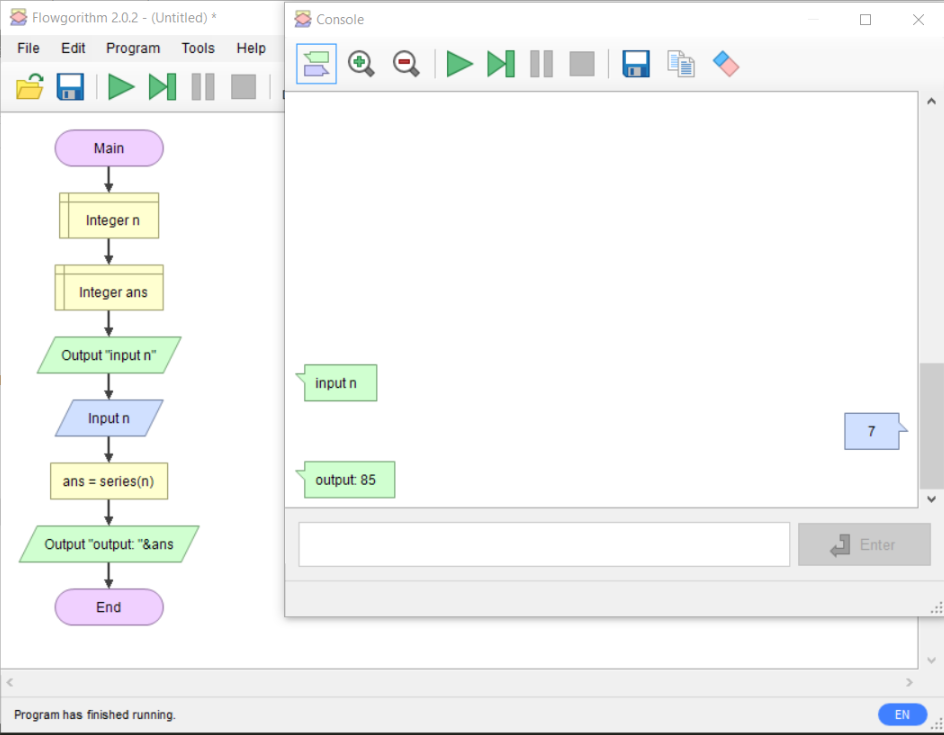 Flowgorithm 2.0.2 - (Untitled) *
File Edit Program Tools Help
Main
Integer n
Integer ans
Output "input n"
Input n
ans = series(n)
Output "output: "&ans
End
Console
input n
7
output: 85
Enter
Program has finished running.
EN